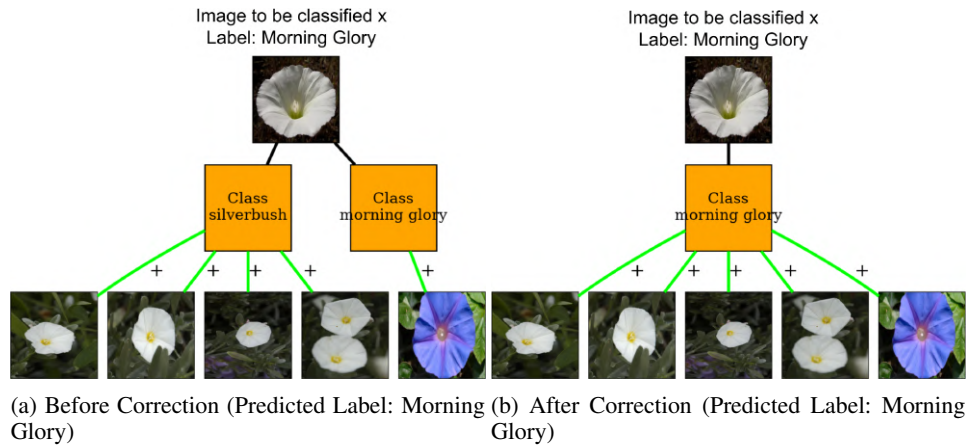 Image to be classified x
Label: Morning Glory
Class
silverbush
Class
morning glory
+ + + + +
(a) Before Correction (Predicted Label: Morning
Glory)
Image to be classified x
Label: Morning Glory
Class
morning glory
+ + + + +
(b) After Correction (Predicted Label: Morning
Glory)